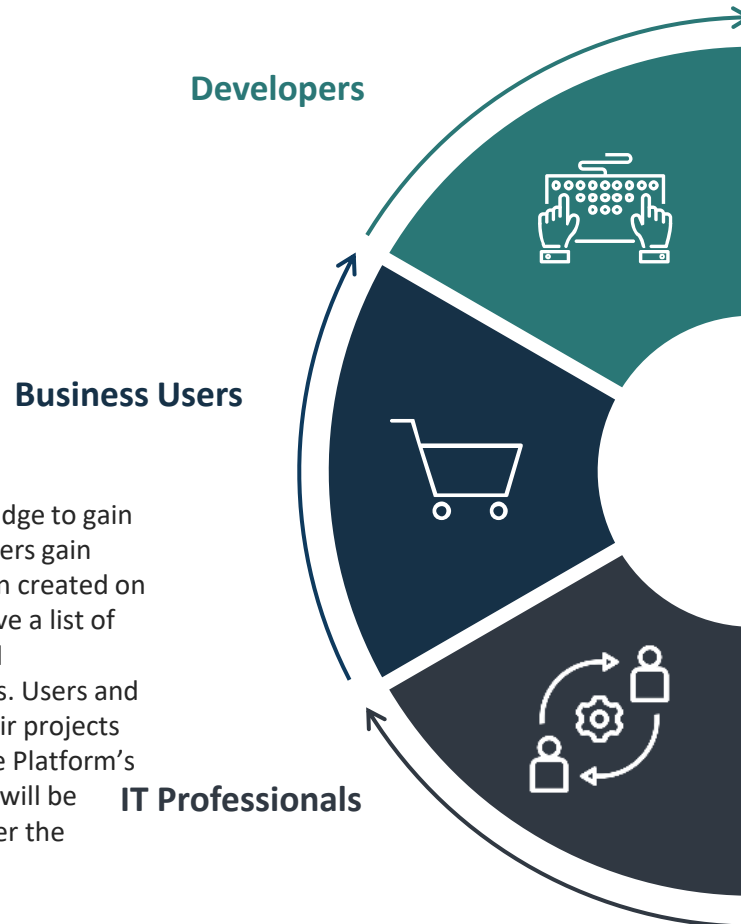 Developers
Business Users
dge to gain
ers gain
n created on
ve a list of
s. Users and
ir projects
e Platform's
will be
er the
IT Professionals